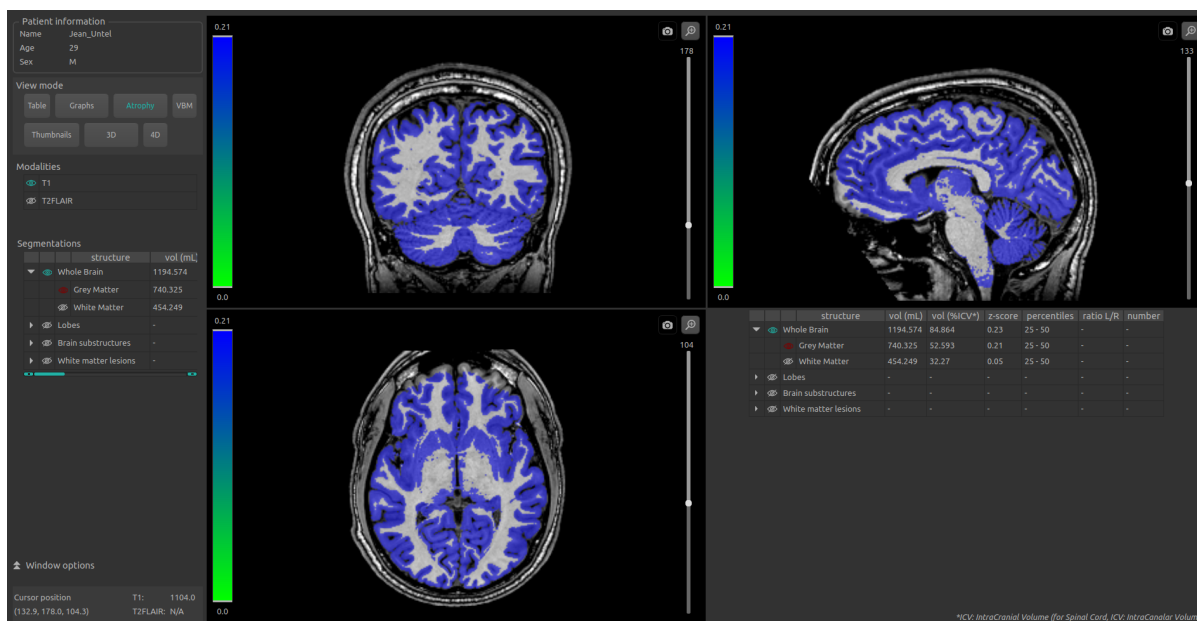 Patient information
Name Jean_Untel
Age 29
Sex M
View mode
Table Graphs Atrophy VBM
Thumbnails 3D 4D
Modalities
T1
T2FLAIR
Segmentations
structure vol (mL)
Whole Brain 1194.574
Grey Matter 740.325
White Matter 454.249
Lobes -
Brain substructures -
White matter lesions -
Window options
Cursor position T1: 1104.0
(132.9, 178.0, 104.3) T2FLAIR: N/A
0.21
178
0.0
0.21
133
0.0
0.21
104
0.0
structure vol (mL) vol (%ICV*) z-score percentiles ratio L/R number
Whole Brain 1194.574 84.864 0.23 25 - 50 - -
Grey Matter 740.325 52.593 0.21 25 - 50 - -
White Matter 454.249 32.27 0.05 25 - 50 - -
Lobes - - - - - -
Brain substructures - - - - - -
White matter lesions - - - - - -
*ICV: IntraCranial Volume (for Spinal Cord, ICV: IntraCanalar Volum